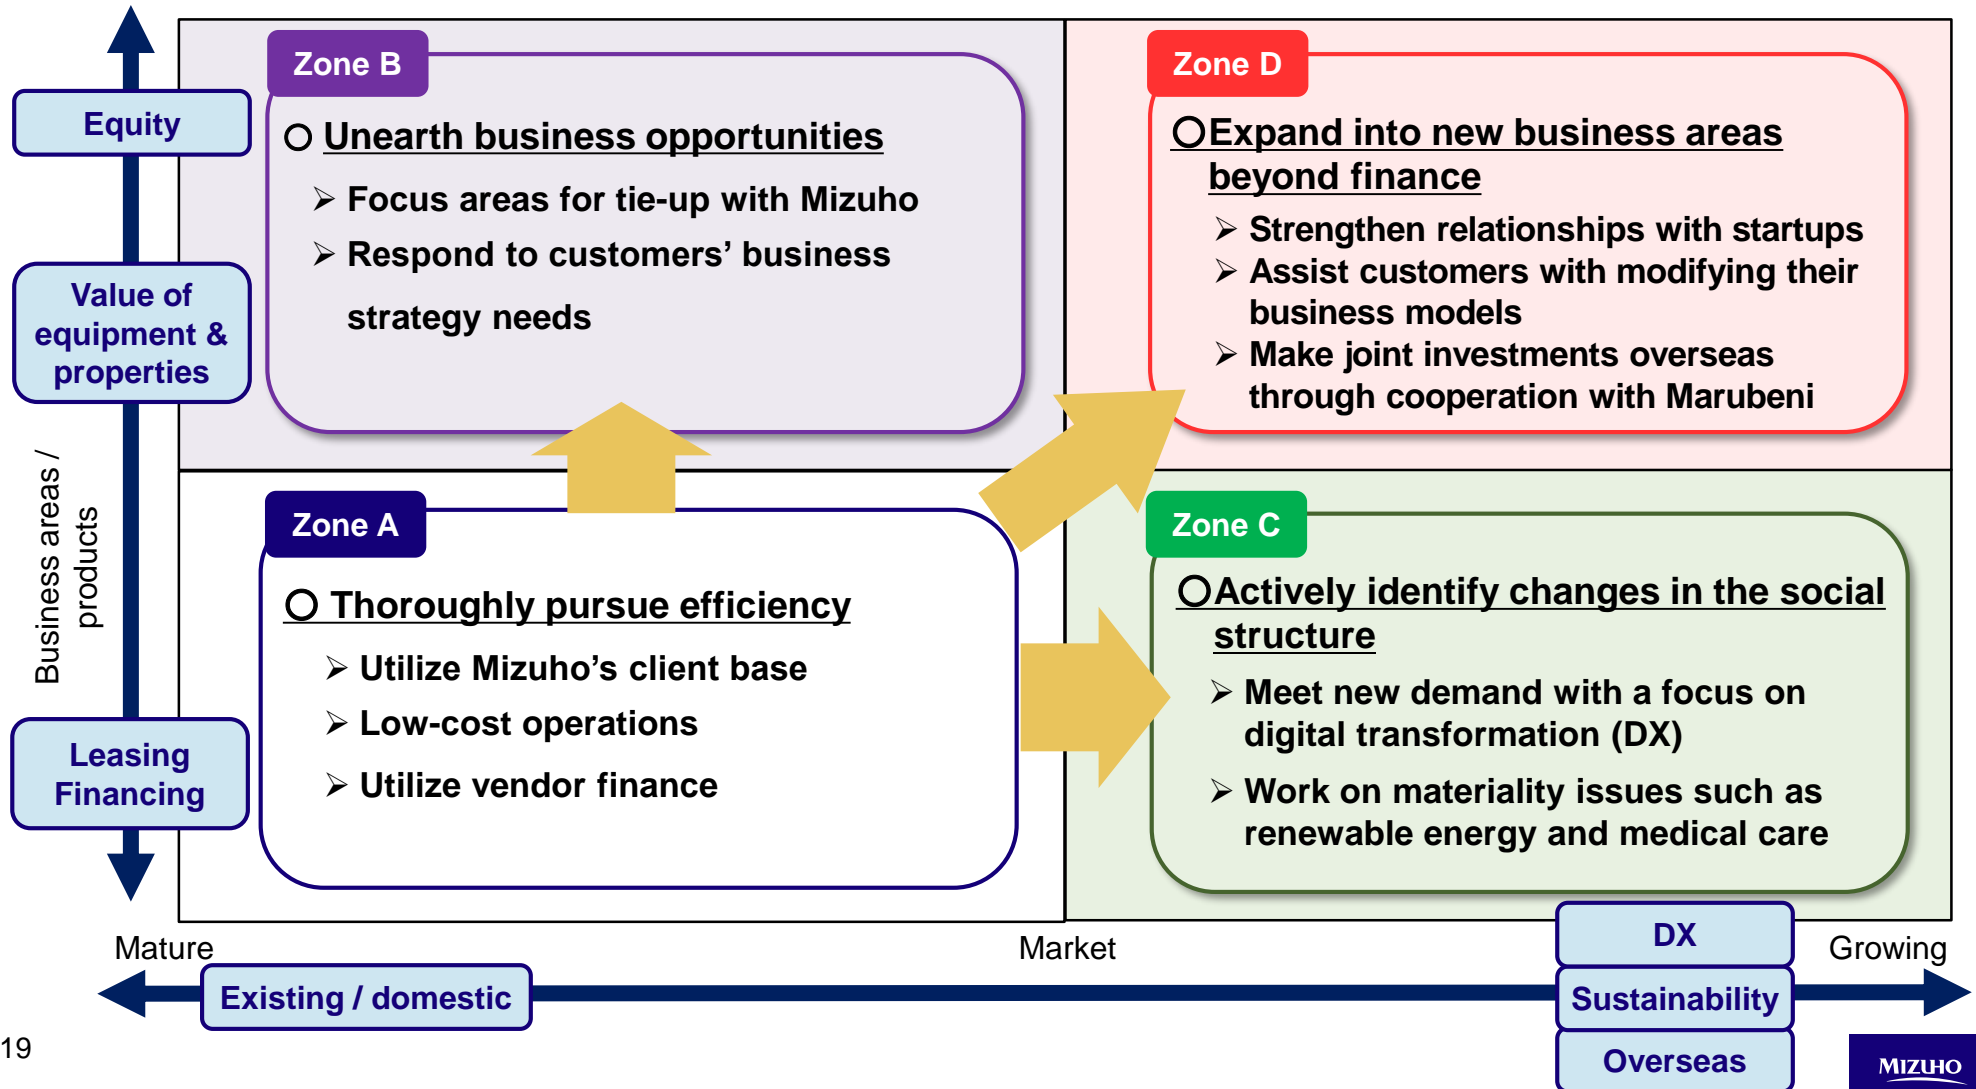 Equity
Value of
equipment &
properties
Business areas /
products
Leasing
Financing
Zone B
○ Unearth business opportunities
➢ Focus areas for tie-up with Mizuho
➢ Respond to customers’ business
strategy needs
Zone D
○Expand into new business areas
beyond finance
➢ Strengthen relationships with startups
➢ Assist customers with modifying their
business models
➢ Make joint investments overseas
through cooperation with Marubeni
Zone A
○ Thoroughly pursue efficiency
➢ Utilize Mizuho’s client base
➢ Low-cost operations
➢ Utilize vendor finance
Zone C
○Actively identify changes in the social
structure
➢ Meet new demand with a focus on
digital transformation (DX)
➢ Work on materiality issues such as
renewable energy and medical care
Mature
Market
Growing
Existing / domestic
DX
Sustainability
Overseas
19
MIZUHO